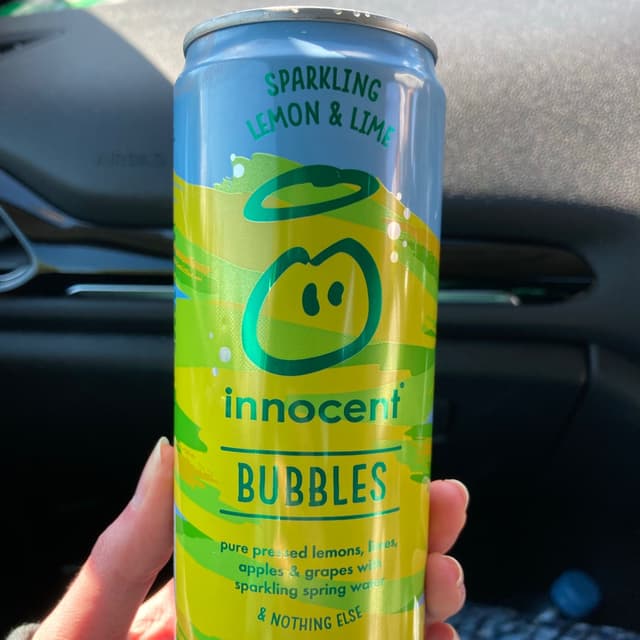 SPARKLING
LEMON & LIME
innocent
BUBBLES
pure pressed lemons, limes,
apples & grapes with
sparkling spring water
& NOTHING ELSE